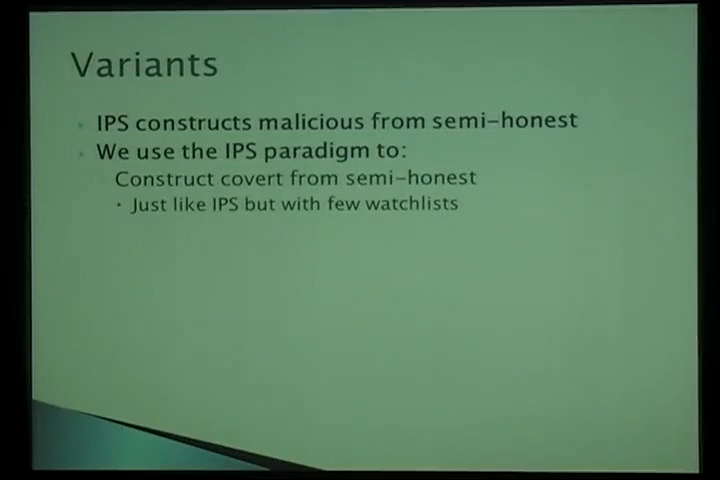 Variants
IPS constructs malicious from semi-honest
We use the IPS paradigm to:
Construct covert from semi-honest
• Just like IPS but with few watchlists